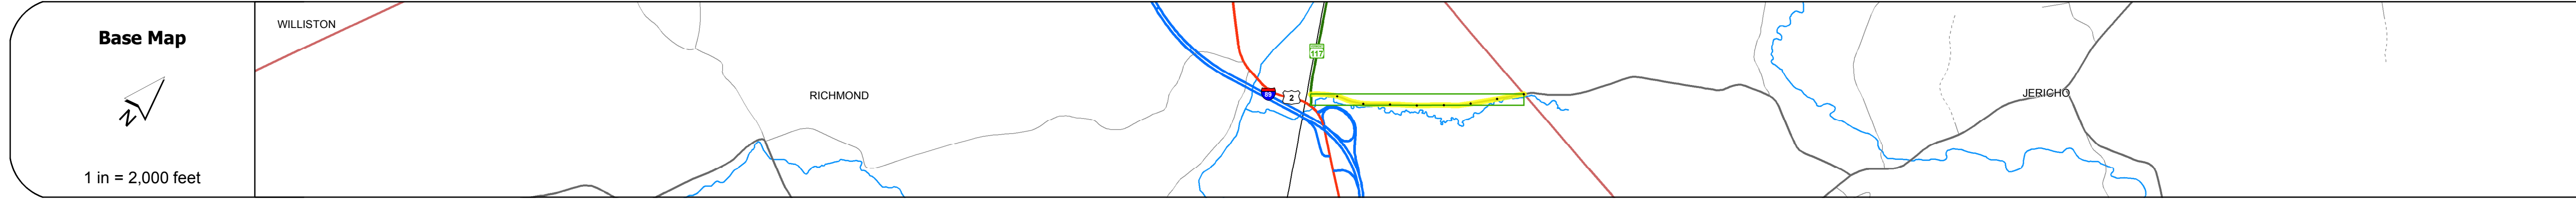 Base Map
N
1 in = 2,000 feet
WILLISTON
RICHMOND
89
2
117
JERICHO